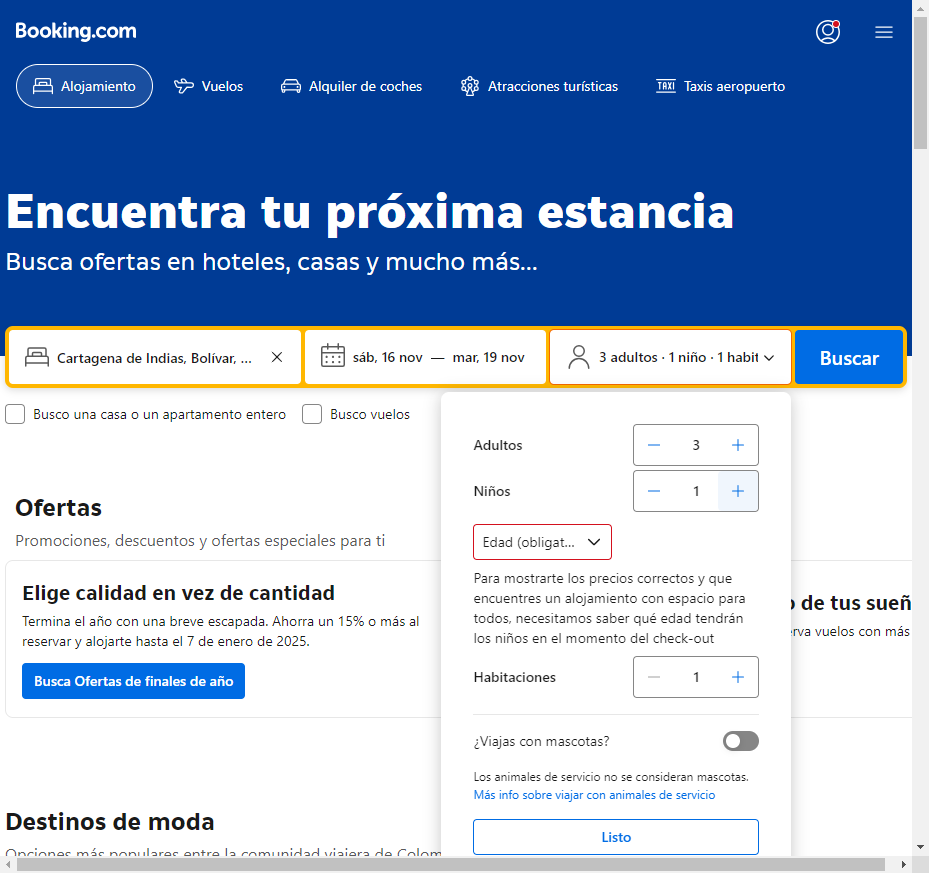 Booking.com
Alojamiento
Vuelos
Alquiler de coches
Atracciones turísticas
TAXI
Taxis aeropuerto
Encuentra tu próxima estancia
Busca ofertas en hoteles, casas y mucho más...
Cartagena de Indias, Bolívar, ...
sáb, 16 nov — mar, 19 nov
3 adultos · 1 niño · 1 habit
Buscar
Busco una casa o un apartamento entero
Busco vuelos
Adultos
3
Niños
1
Edad (obligat...
Para mostrarte los precios correctos y que
encuentres un alojamiento con espacio para
todos, necesitamos saber qué edad tendrán
los niños en el momento del check-out
Habitaciones
1
¿Viajas con mascotas?
Los animales de servicio no se consideran mascotas.
Más info sobre viajar con animales de servicio
Listo
Ofertas
Promociones, descuentos y ofertas especiales para ti
Elige calidad en vez de cantidad
Termina el año con una breve escapada. Ahorra un 15% o más al
reservar y alojarte hasta el 7 de enero de 2025.
Busca Ofertas de finales de año
de tus sueñ
vuelos con más
Destinos de moda
Opciones más populares entre la comunidad viajera de Colom